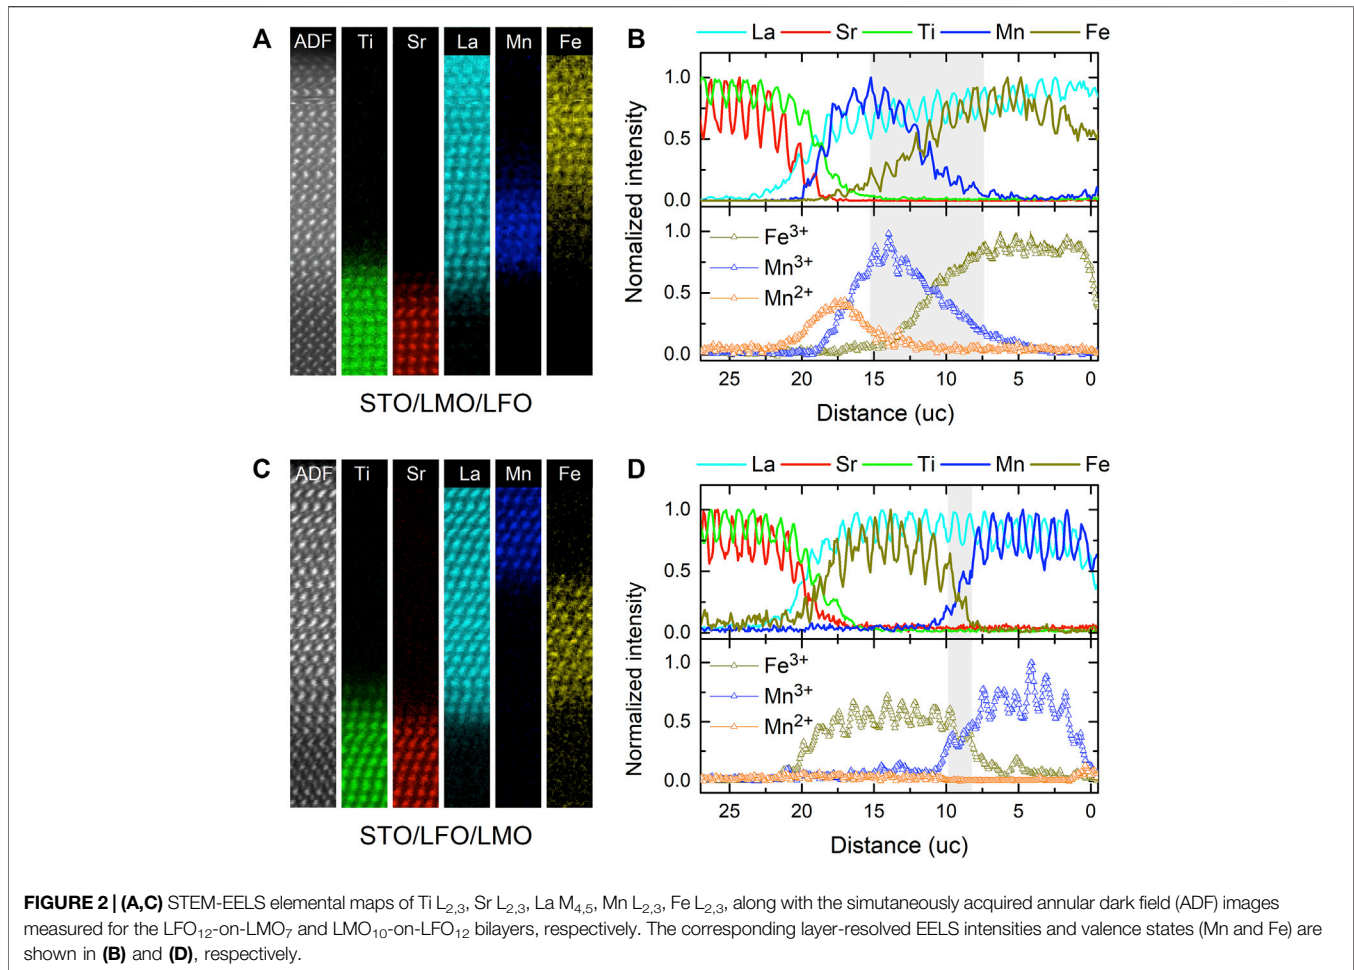 A
ADF Ti Sr La Mn Fe
STO/LMO/LFO
B
La Sr Ti Mn Fe
1.0
0.5
0.0
1.0
0.5
0.0
Fe3+
Mn3+
Mn2+
Nomalized intensity
25 20 15 10 5 0
Distance (uc)
C
ADF Ti Sr La Mn Fe
STO/LFO/LMO
D
La Sr Ti Mn Fe
1.0
0.5
0.0
1.0
0.5
0.0
Fe3+
Mn3+
Mn2+
Normalized intensity
25 20 15 10 5 0
Distance (uc)
FIGURE 2 | (A,C) STEM-EELS elemental maps of Ti L2,3, Sr L2,3, La M4,5, Mn L2,3, Fe L2,3, along with the simutaneously acquired annular dark field (ADF) images
measured for the LFO12-on-LMO7 and LMO10-on-LFO12 bilayers, respectively. The corresponding layer-resolved EELS intensities and valence states (Mn and Fe) are
shown in (B) and (D), respectively.